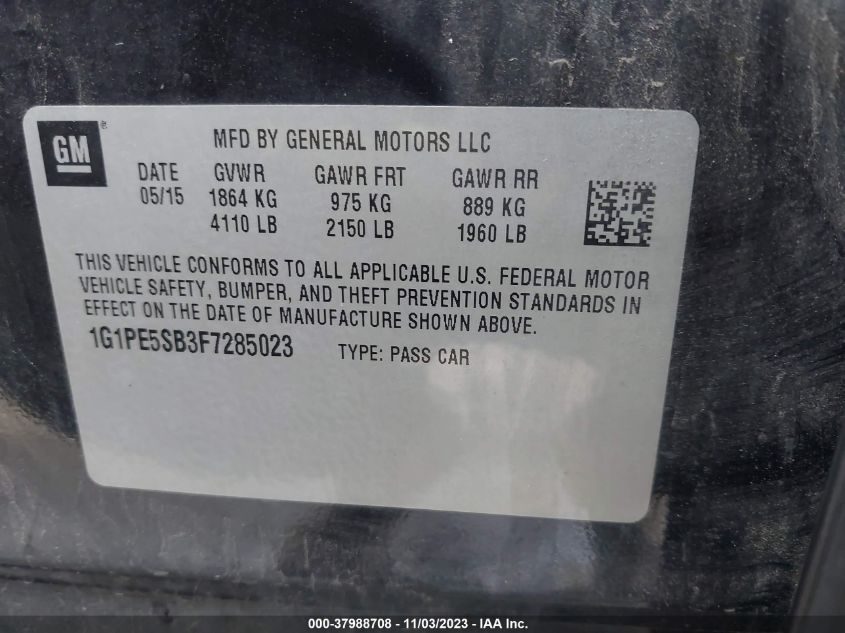 GM
®
MFD BY GENERAL MOTORS LLC
DATE GVWR GAWR FRT GAWR RR
05/15 1864 KG 975 KG 889 KG
4110 LB 2150 LB 1960 LB
THIS VEHICLE CONFORMS TO ALL APPLICABLE U.S. FEDERAL MOTOR
VEHICLE SAFETY, BUMPER, AND THEFT PREVENTION STANDARDS IN
EFFECT ON THE DATE OF MANUFACTURE SHOWN ABOVE.
1G1PE5SB3F7285023 TYPE: PASS CAR
000-37988708 - 11/03/2023 - IAA Inc.